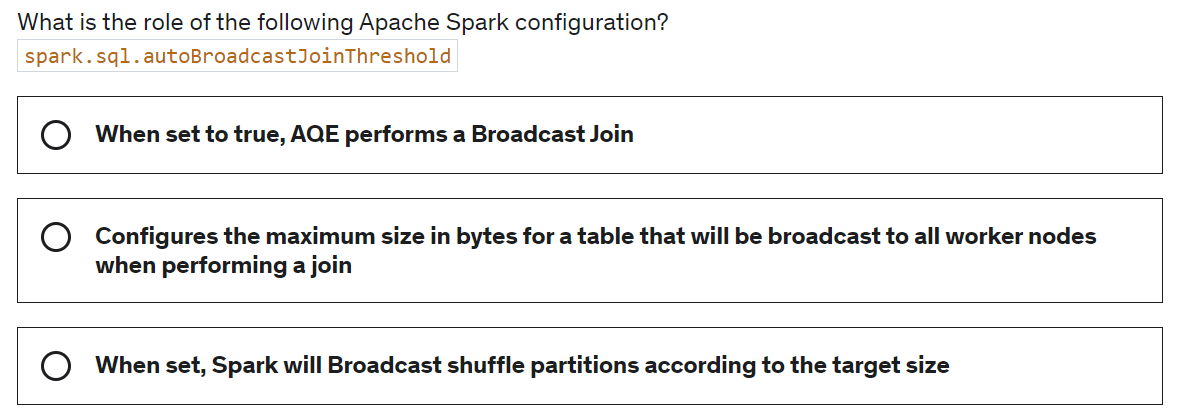 What is the role of the following Apache Spark configuration?
spark.sql.autoBroadcastJoinThreshold
When set to true, AQE performs a Broadcast Join
Configures the maximum size in bytes for a table that will be broadcast to all worker nodes
when performing a join
When set, Spark will Broadcast shuffle partitions according to the target size